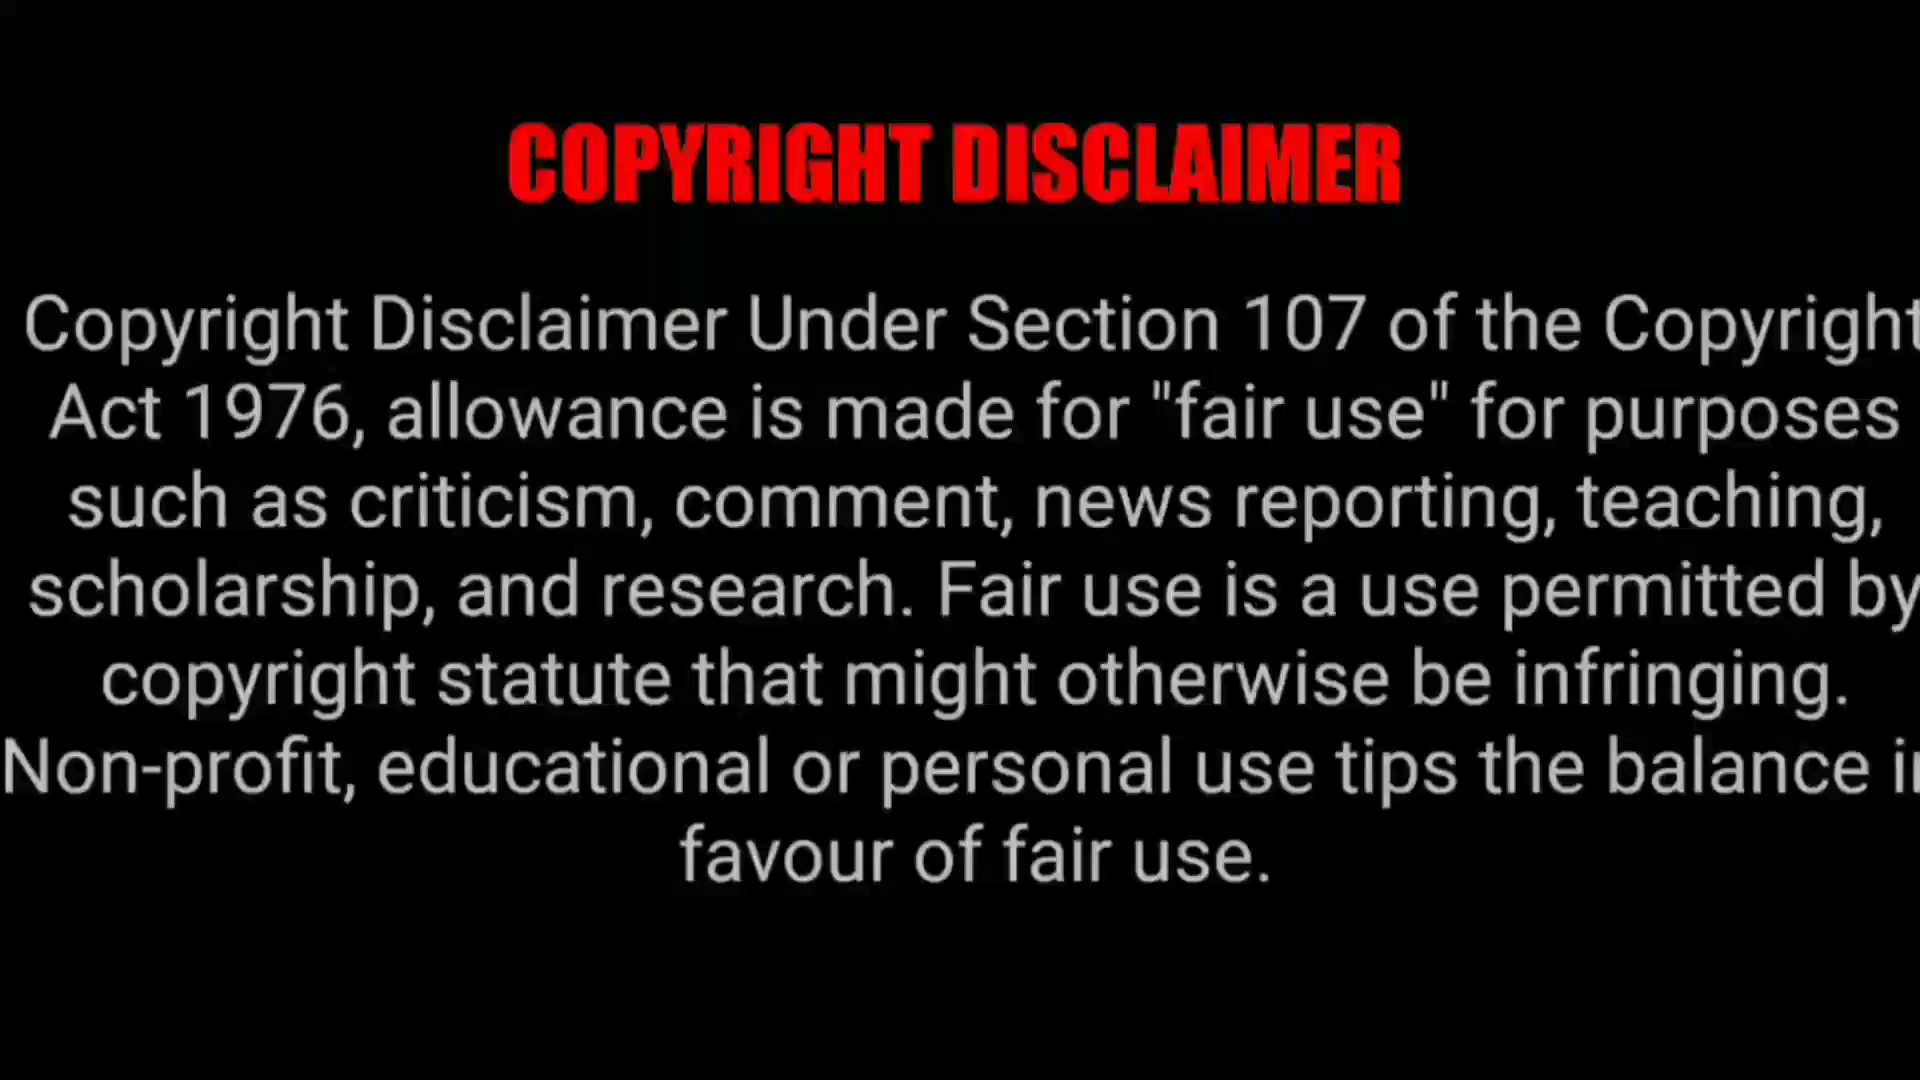 COPYRIGHT DISCLAIMER
Copyright Disclaimer Under Section 107 of the Copyright
Act 1976, allowance is made for "fair use" for purposes
such as criticism, comment, news reporting, teaching,
scholarship, and research. Fair use is a use permitted by
copyright statute that might otherwise be infringing.
Non-profit, educational or personal use tips the balance in
favour of fair use.